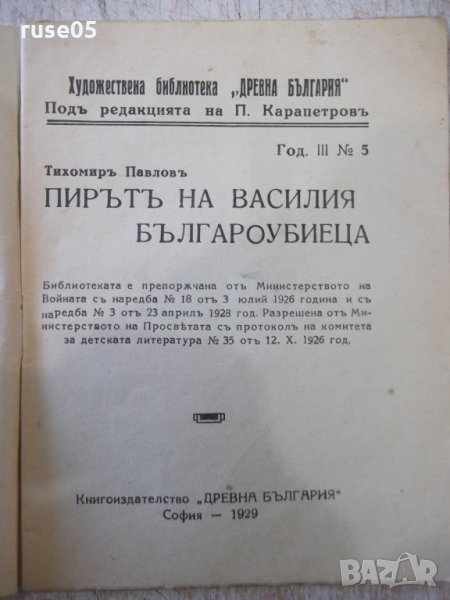 ruse05
Художествена библиотека „ДРЕВНА БЪЛГАРИЯ"
Подъ редакцията на П. Карапетровъ
Год. III № 5
Тихомиръ Павловъ
ПИРЪТЪ НА ВАСИЛИЯ
БЪЛГАРОУБИЕЦА
Библиотеката е препорѫчана отъ Министерството на
Войната съ наредба № 18 отъ 3 юлий 1926 година и съ
наредба № 3 отъ 23 априлъ 1928 год. Разрешена отъ Ми-
нистерството на Просвѣтата съ протоколъ на комитета
за детската литература № 35 отъ 12. X. 1926 год.
Книгоиздателство „ДРЕВНА БЪЛГАРИЯ"
София — 1929
BAZAR